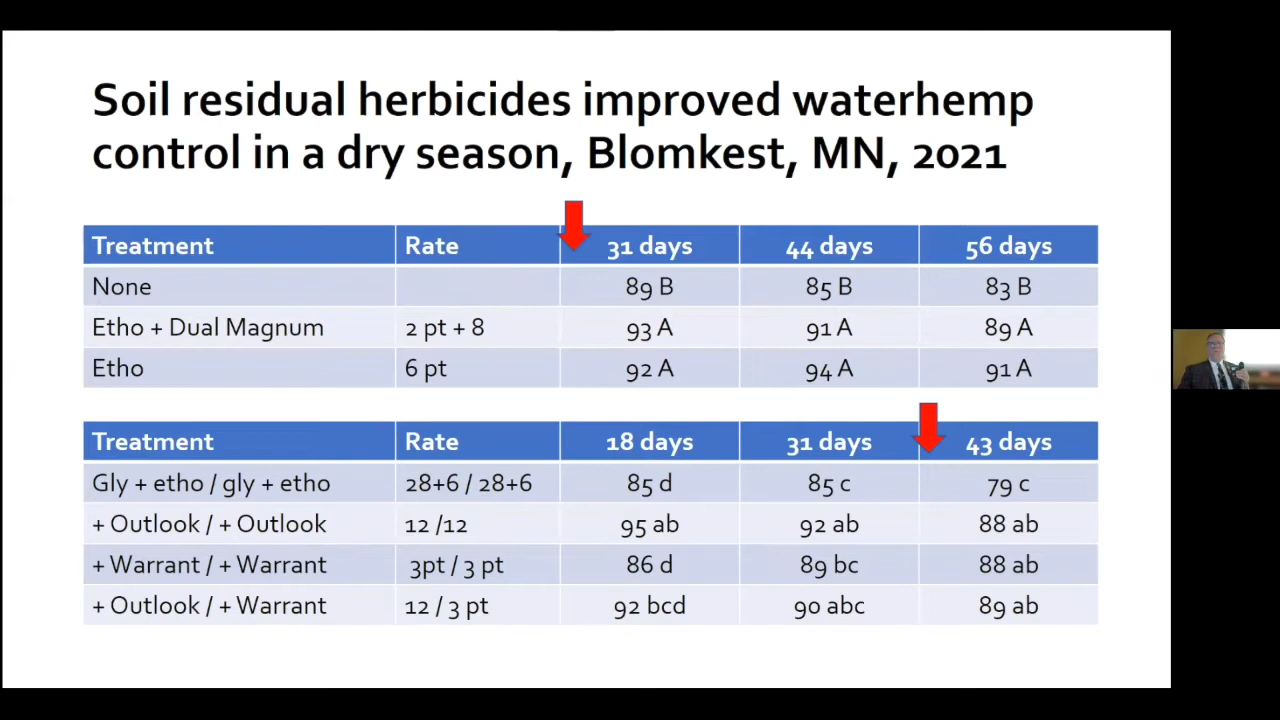 Soil residual herbicides improved waterhemp
control in a dry season, Blomkest, MN, 2021
Treatment Rate 31 days 44 days 56 days
None 89 B 85 B 83 B
Etho + Dual Magnum 2 pt + 8 93 A 91 A 89 A
Etho 6 pt 92 A 94 A 91 A
Treatment Rate 18 days 31 days 43 days
Gly + etho / gly + etho 28+6 / 28+6 85 d 85 c 79 c
+ Outlook / + Outlook 12 /12 95 ab 92 ab 88 ab
+ Warrant / + Warrant 3pt / 3 pt 86 d 89 bc 88 ab
+ Outlook / + Warrant 12 / 3 pt 92 bcd 90 abc 89 ab